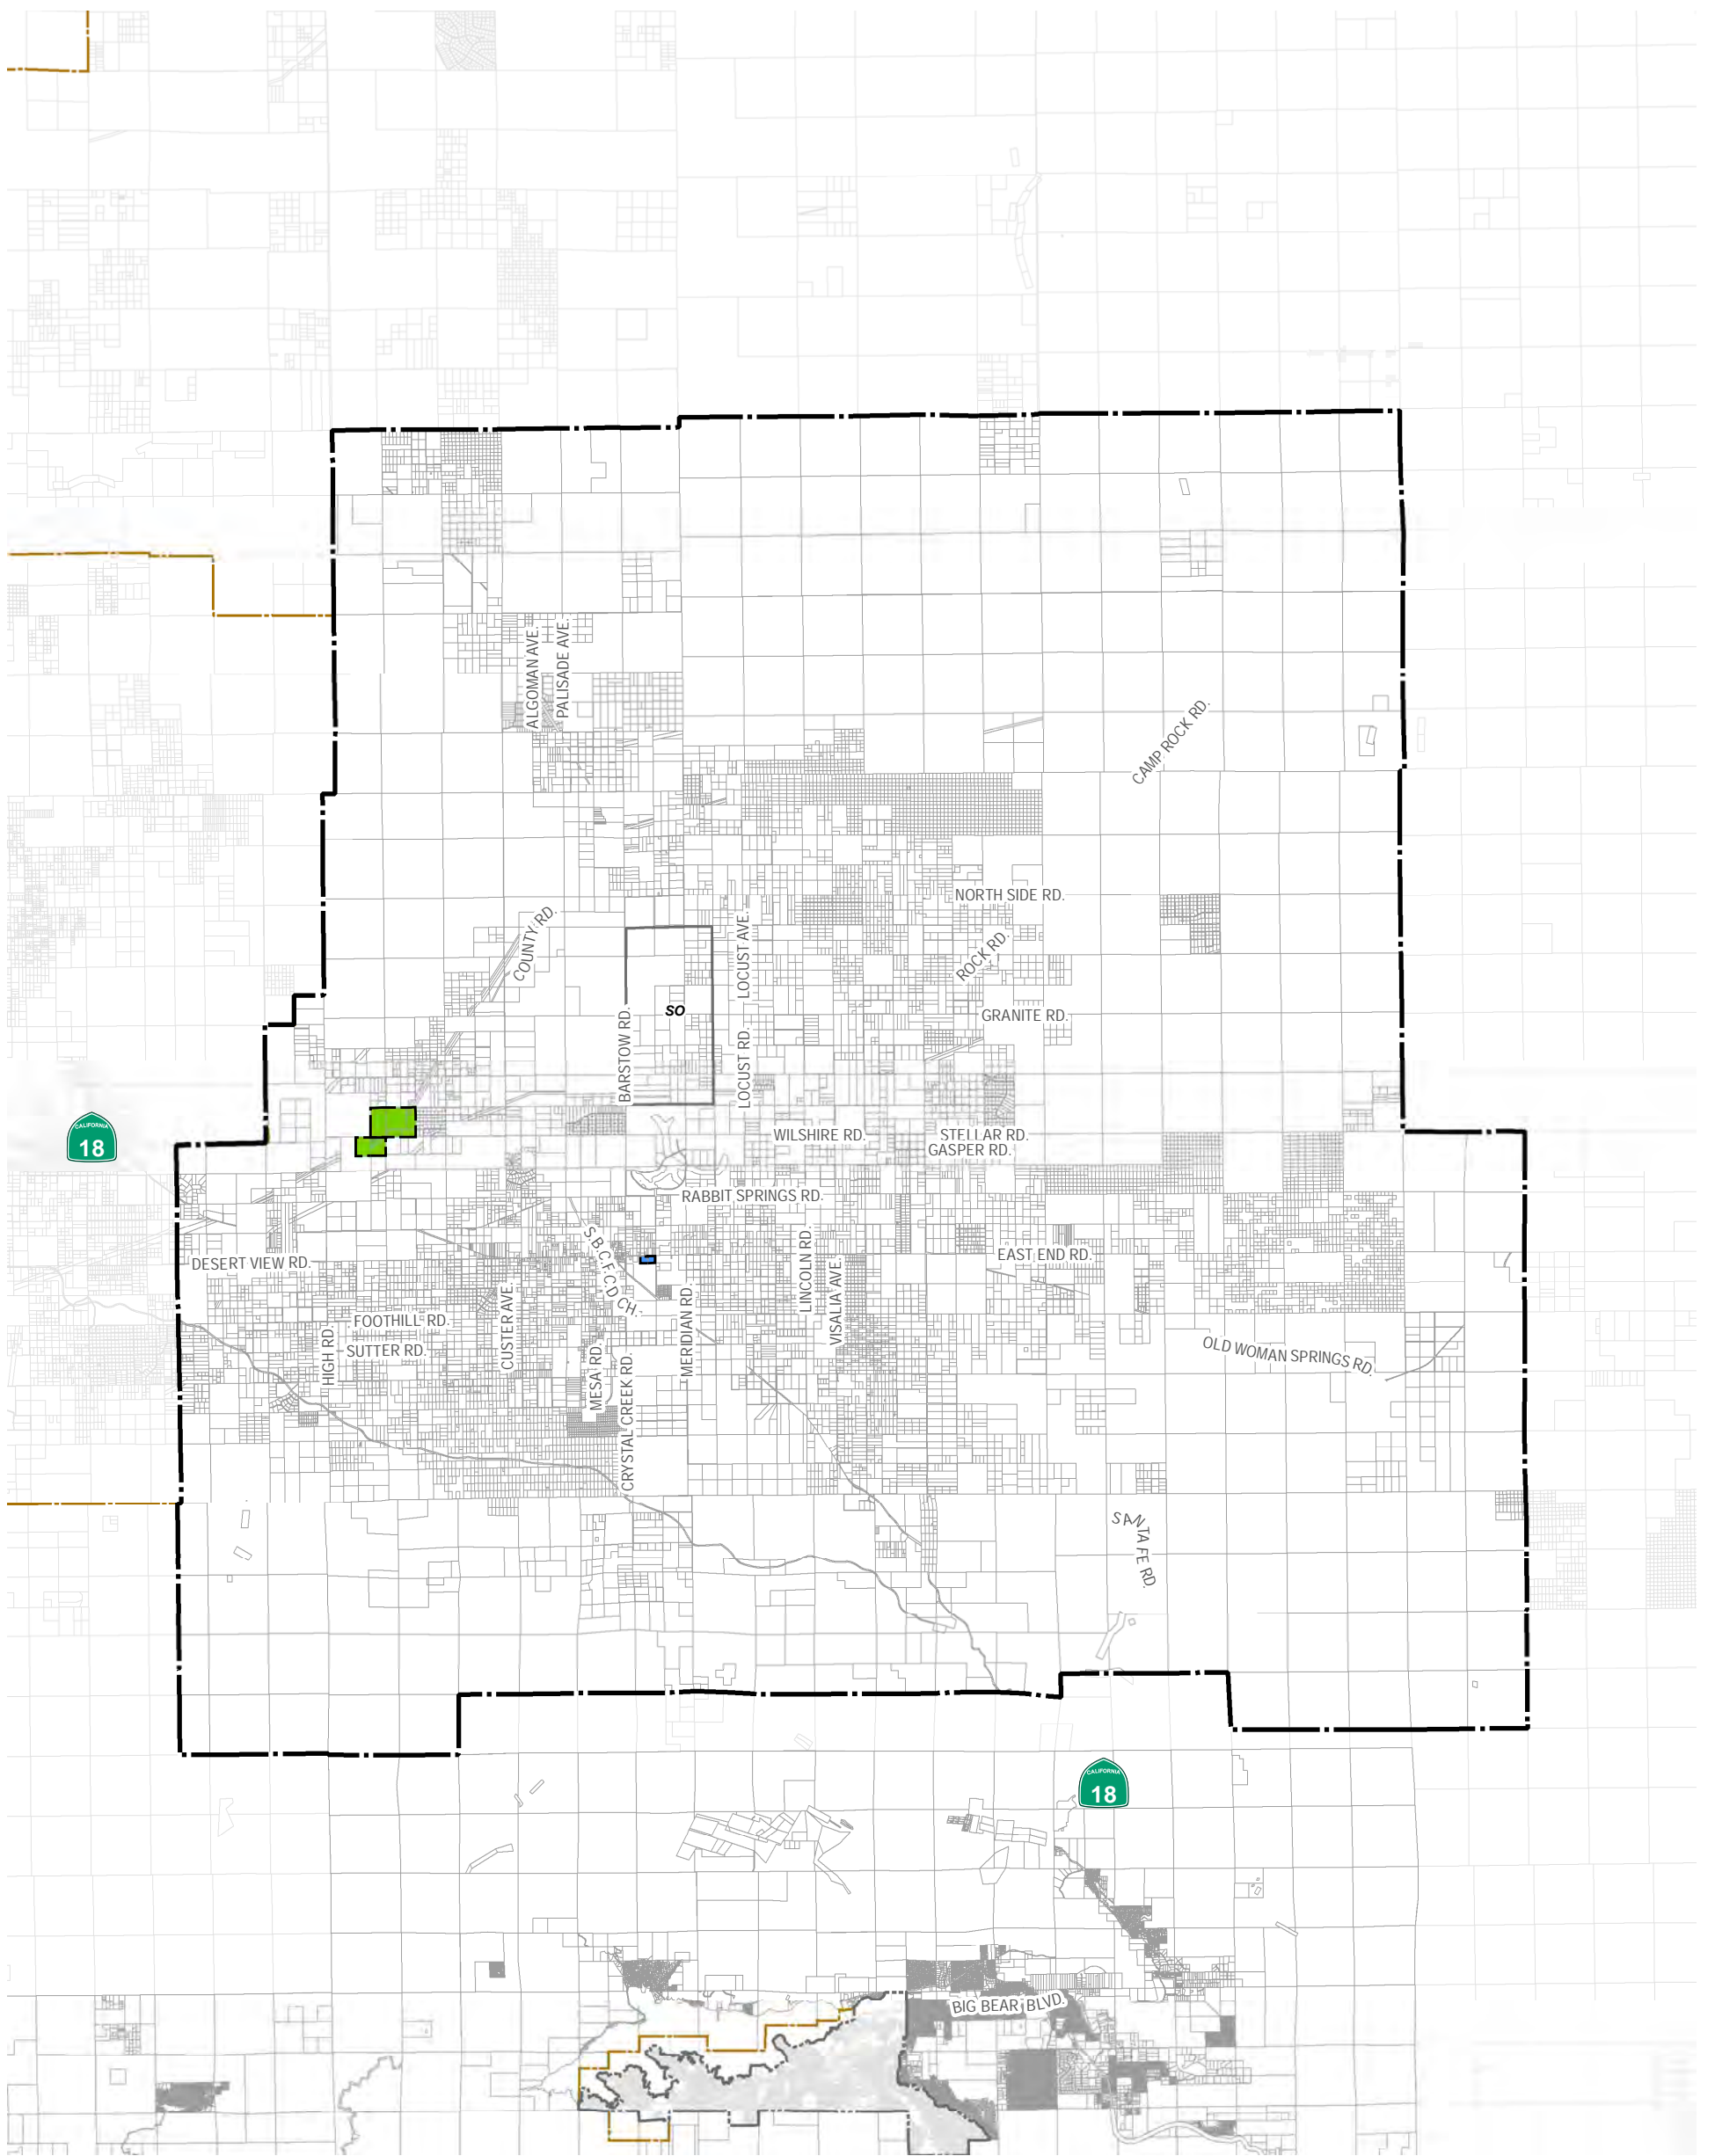 ALGOMAN AVE.
PALISADE AVE.
CAMP ROCK RD.
NORTH SIDE RD.
COUNTY RD.
LOCUST AVE.
ROCK RD.
SO
GRANITE RD.
BARSTOW RD.
LOCUST RD.
CALIFORNIA
18
WILSHIRE RD.
STELLAR RD.
GASPER RD.
RABBIT SPRINGS RD.
S.B.C.F.C.D CH.
DESERT VIEW RD.
EAST END RD.
LINCOLN RD.
VISALIA AVE.
CUSTER AVE.
MERIDIAN RD.
FOOTHILL RD.
HIGH RD.
SUTTER RD.
MESA RD.
OLD WOMAN SPRINGS RD.
CRYSTAL CREEK RD.
SANTA FE RD.
CALIFORNIA
18
BIG BEAR BLVD.